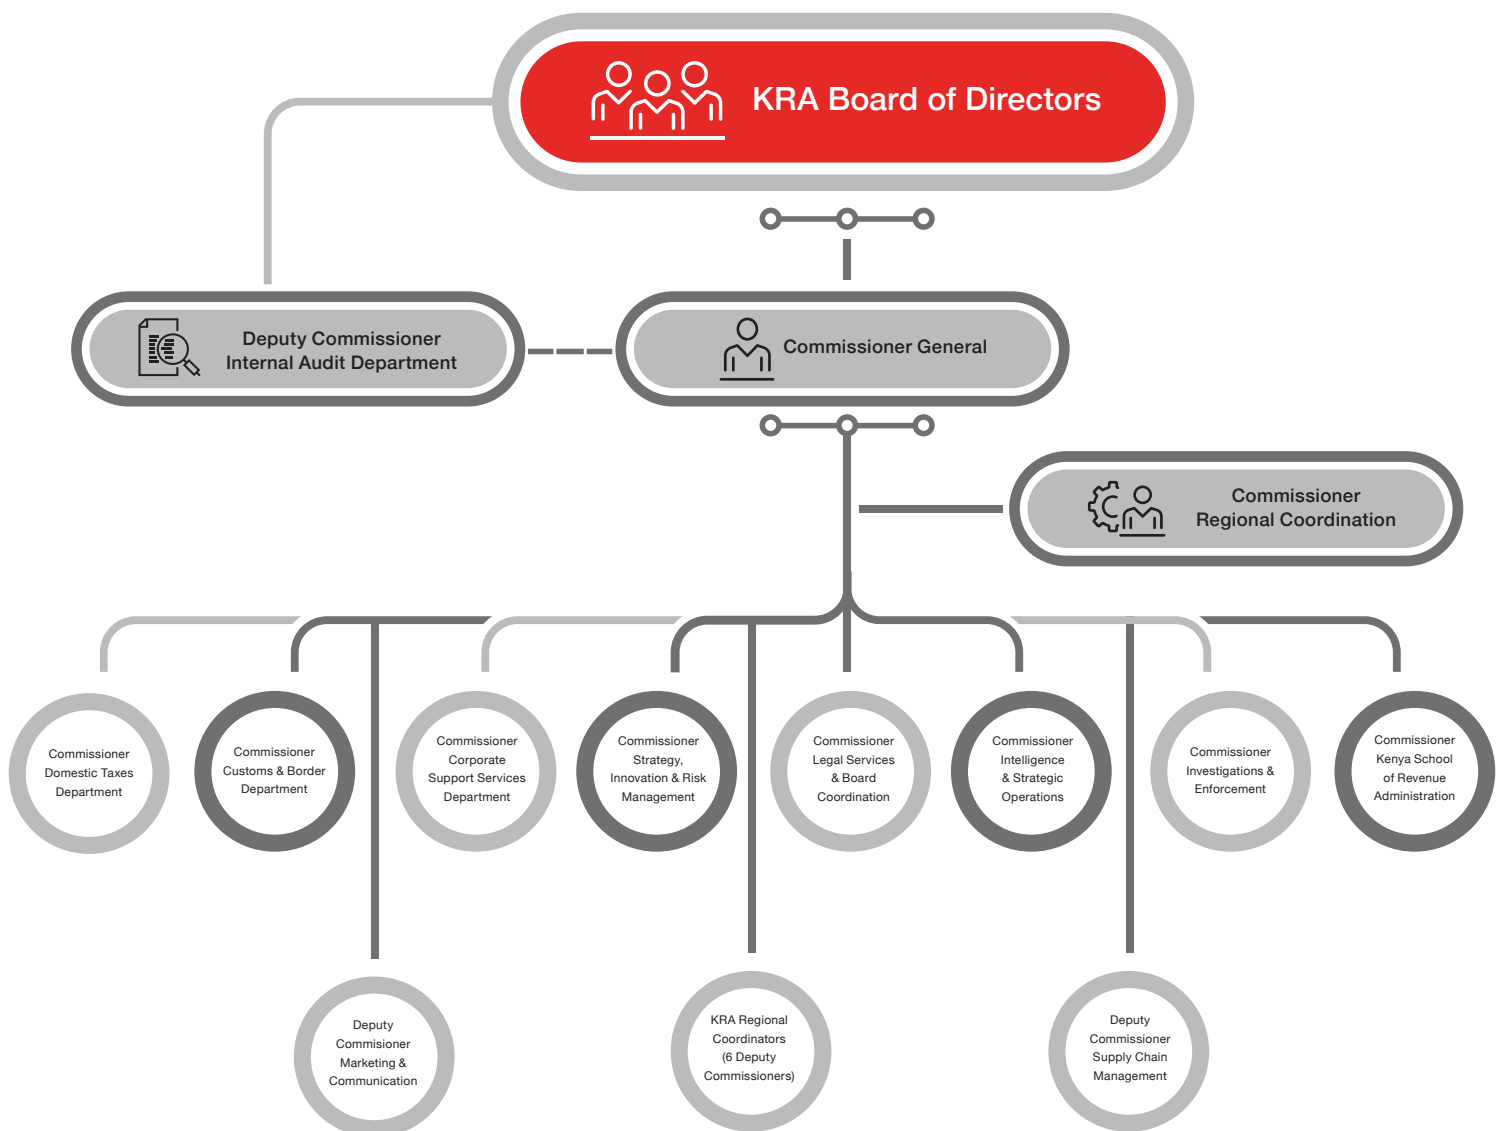 KRA Board of Directors
Deputy Commissioner
Internal Audit Department
Commissioner General
Commissioner
Regional Coordination
Commissioner
Domestic Taxes
Department
Commissioner
Customs & Border
Department
Commissioner
Corporate
Support Services
Department
Commissioner
Strategy,
Innovation & Risk
Management
Commissioner
Legal Services
& Board
Coordination
Commissioner
Intelligence
& Strategic
Operations
Commissioner
Investigations &
Enforcement
Commissioner
Kenya School
of Revenue
Administration
Deputy
Commisioner
Marketing &
Communication
KRA Regional
Coordinators
(6 Deputy
Commissioners)
Deputy
Commissioner
Supply Chain
Management